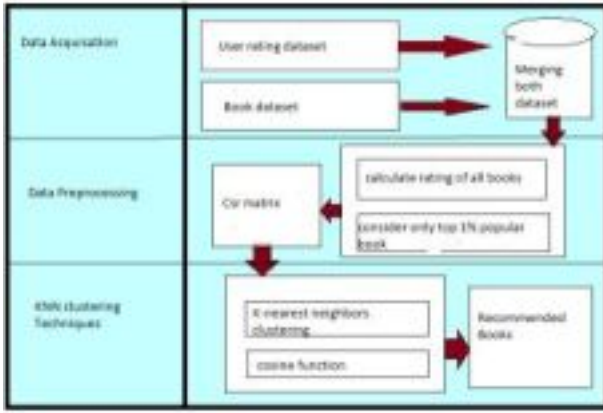 Data Acquisation
User rating dataset
Book dataset
Merging
both
dataset
Data Preprocessing
Csr matrix
calculate rating of all books
consider only top 1% popular
book
KNN clustering
Techniques
K-nearest neighbors
clustering
cosine function
Recommended
Books